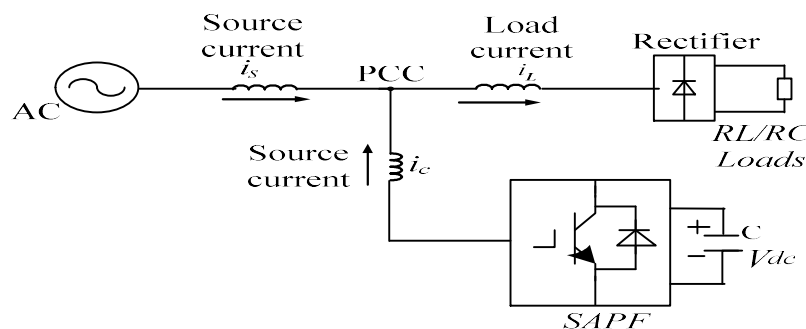 Source
current
i_S
AC
PCC
Load
current
i_L
Rectifier
RL/RC
Loads
Source
current
i_c
+
C
−
Vdc
SAPF